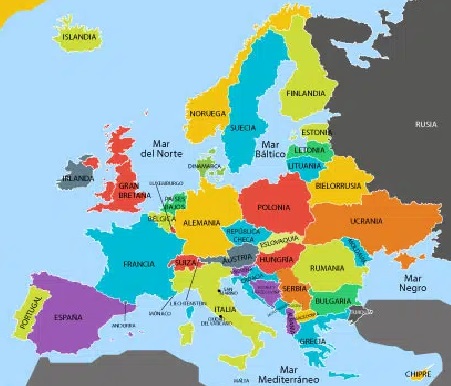 ISLANDIA
FINLANDIA
NORUEGA
SUECIA
RUSIA
ESTONIA
Mar
del Norte
Mar
Báltico
LETONIA
LITUANIA
DINAMARCA
IRLANDA
GRAN
BRETAÑA
LUXEMBURGO
PAÍSES
BAJOS
BÉLGICA
BIELORRUSIA
POLONIA
ALEMANIA
UCRANIA
REPÚBLICA
CHECA
ESLOVAQUIA
FRANCIA
SUIZA
AUSTRIA
HUNGRÍA
RUMANIA
LIECHTENSTEIN
MÓNACO
SAN
MARINO
SERBIA
Mar
Negro
PORTUGAL
ESPAÑA
ANDORRA
ITALIA
CIUDAD
DEL VATICANO
BULGARIA
GRECIA
MALTA
Mar
Mediterráneo
CHIPRE